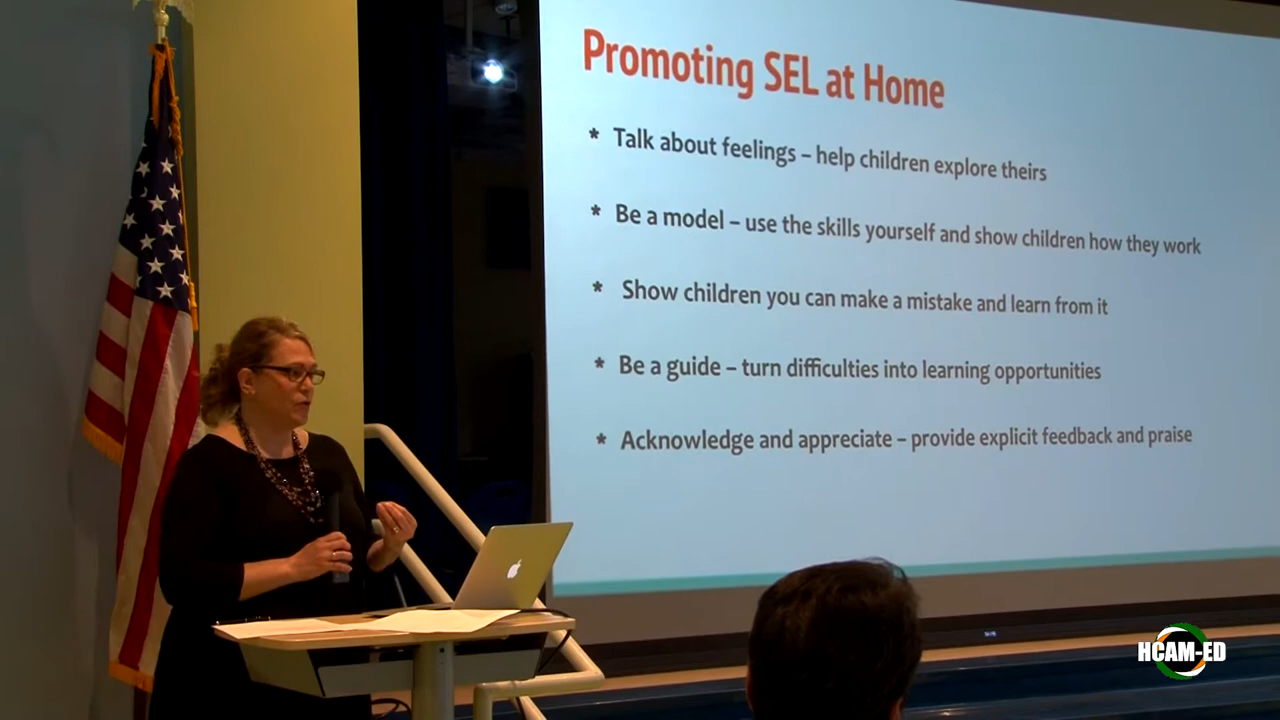 Promoting SEL at Home
* Talk about feelings – help children explore theirs
* Be a model – use the skills yourself and show children how they work
* Show children you can make a mistake and learn from it
* Be a guide – turn difficulties into learning opportunities
* Acknowledge and appreciate – provide explicit feedback and praise
HCAM-ED